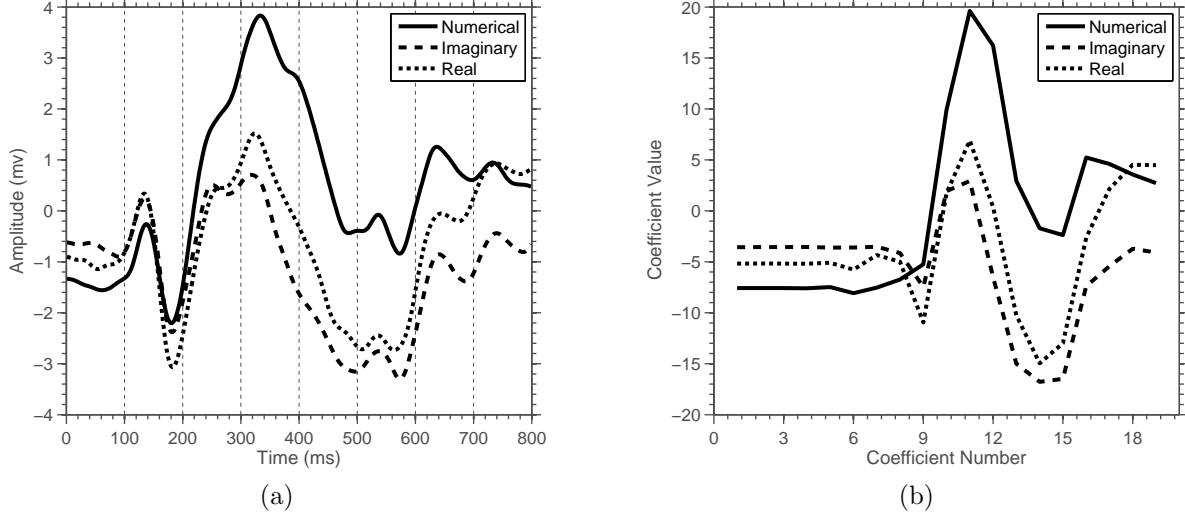 4
3
2
1
0
−1
−2
−3
−4
Amplitude (mv)
0 100 200 300 400 500 600 700 800
Time (ms)
Numerical
Imaginary
Real
(a)
20
15
10
5
0
−5
−10
−15
−20
Coefficient Value
0 3 6 9 12 15 18
Coefficient Number
Numerical
Imaginary
Real
(b)